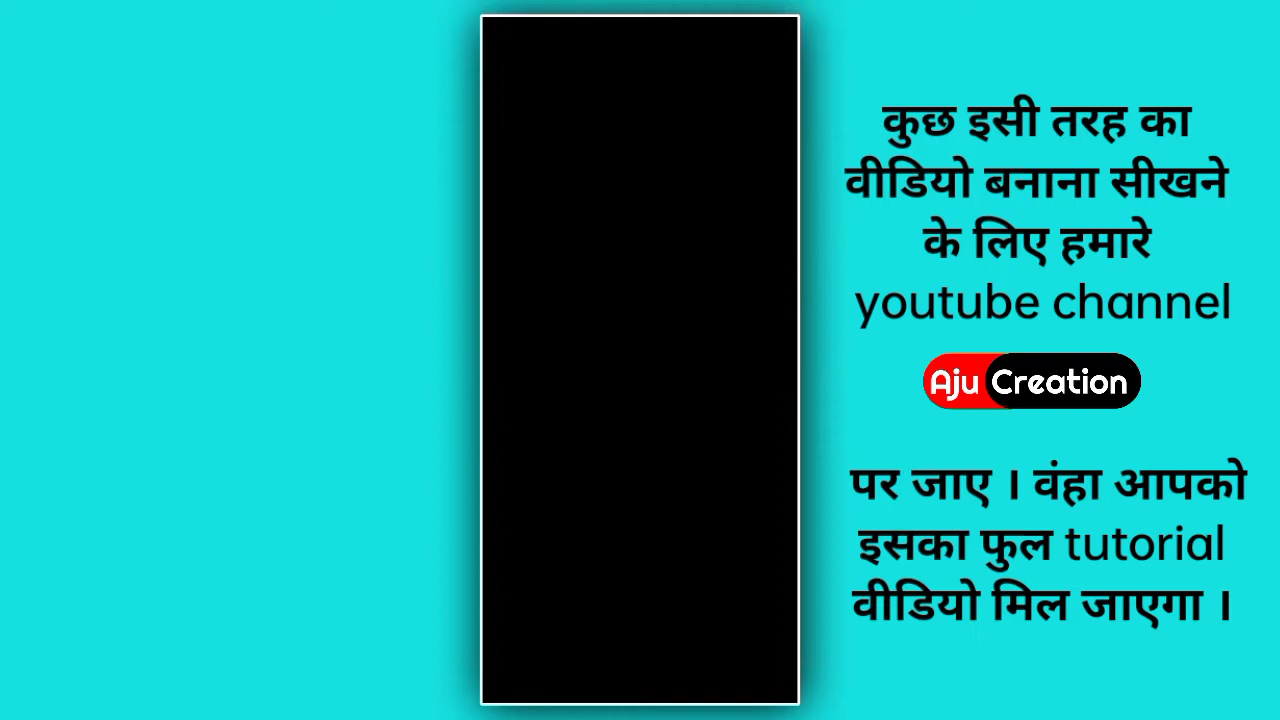 कुछ इसी तरह का
वीडियो बनाना सीखने
के लिए हमारे
youtube channel
Aju Creation
पर जाए । वंहा आपको
इसका फुल tutorial
वीडियो मिल जाएगा ।